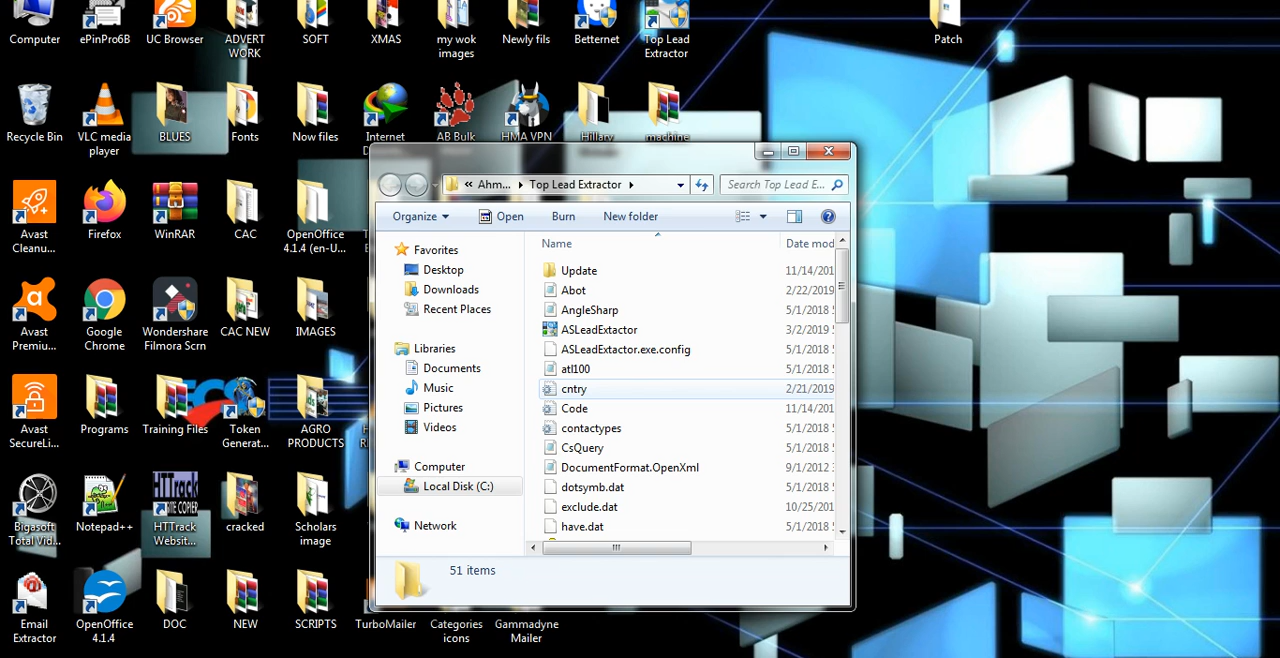 Computer
ePinPro6B
UC Browser
ADVERT WORK
SOFT
XMAS
my wok images
Newly fils
Betternet
Top Lead Extractor
Patch
Recycle Bin
VLC media player
BLUES
Fonts
Now files
Internet
AB Bulk
HMA VPN
Hillary
machine
Avast Cleanu...
Firefox
WinRAR
CAC
OpenOffice 4.1.4 (en-U...
Avast Premiu...
Google Chrome
Wondershare Filmora Scrn
CAC NEW
IMAGES
Avast SecureLi...
Programs
Training Files
Token Generat...
AGRO PRODUCTS
Bigasoft Total Vid...
Notepad++
HTTrack Websit...
cracked
Scholars image
Email Extractor
OpenOffice 4.1.4
DOC
NEW
SCRIPTS
TurboMailer
Categories icons
Gammadyne Mailer
« Ahm... ▸ Top Lead Extractor ▸
Search Top Lead E...
Organize Open Burn New folder
Favorites
Desktop
Downloads
Recent Places
Libraries
Documents
Music
Pictures
Videos
Computer
Local Disk (C:)
Network
Name Date mod
Update 11/14/201
Abot 2/22/2019
AngleSharp 5/1/2018
ASLeadExtactor 3/2/2019
ASLeadExtactor.exe.config 5/1/2018
atl100 5/1/2018
cntry 2/21/2019
Code 11/14/201
contactypes 5/1/2018
CsQuery 5/1/2018
DocumentFormat.OpenXml 9/1/2012
dotsymb.dat 5/1/2018
exclude.dat 10/25/201
have.dat 5/1/2018
51 items